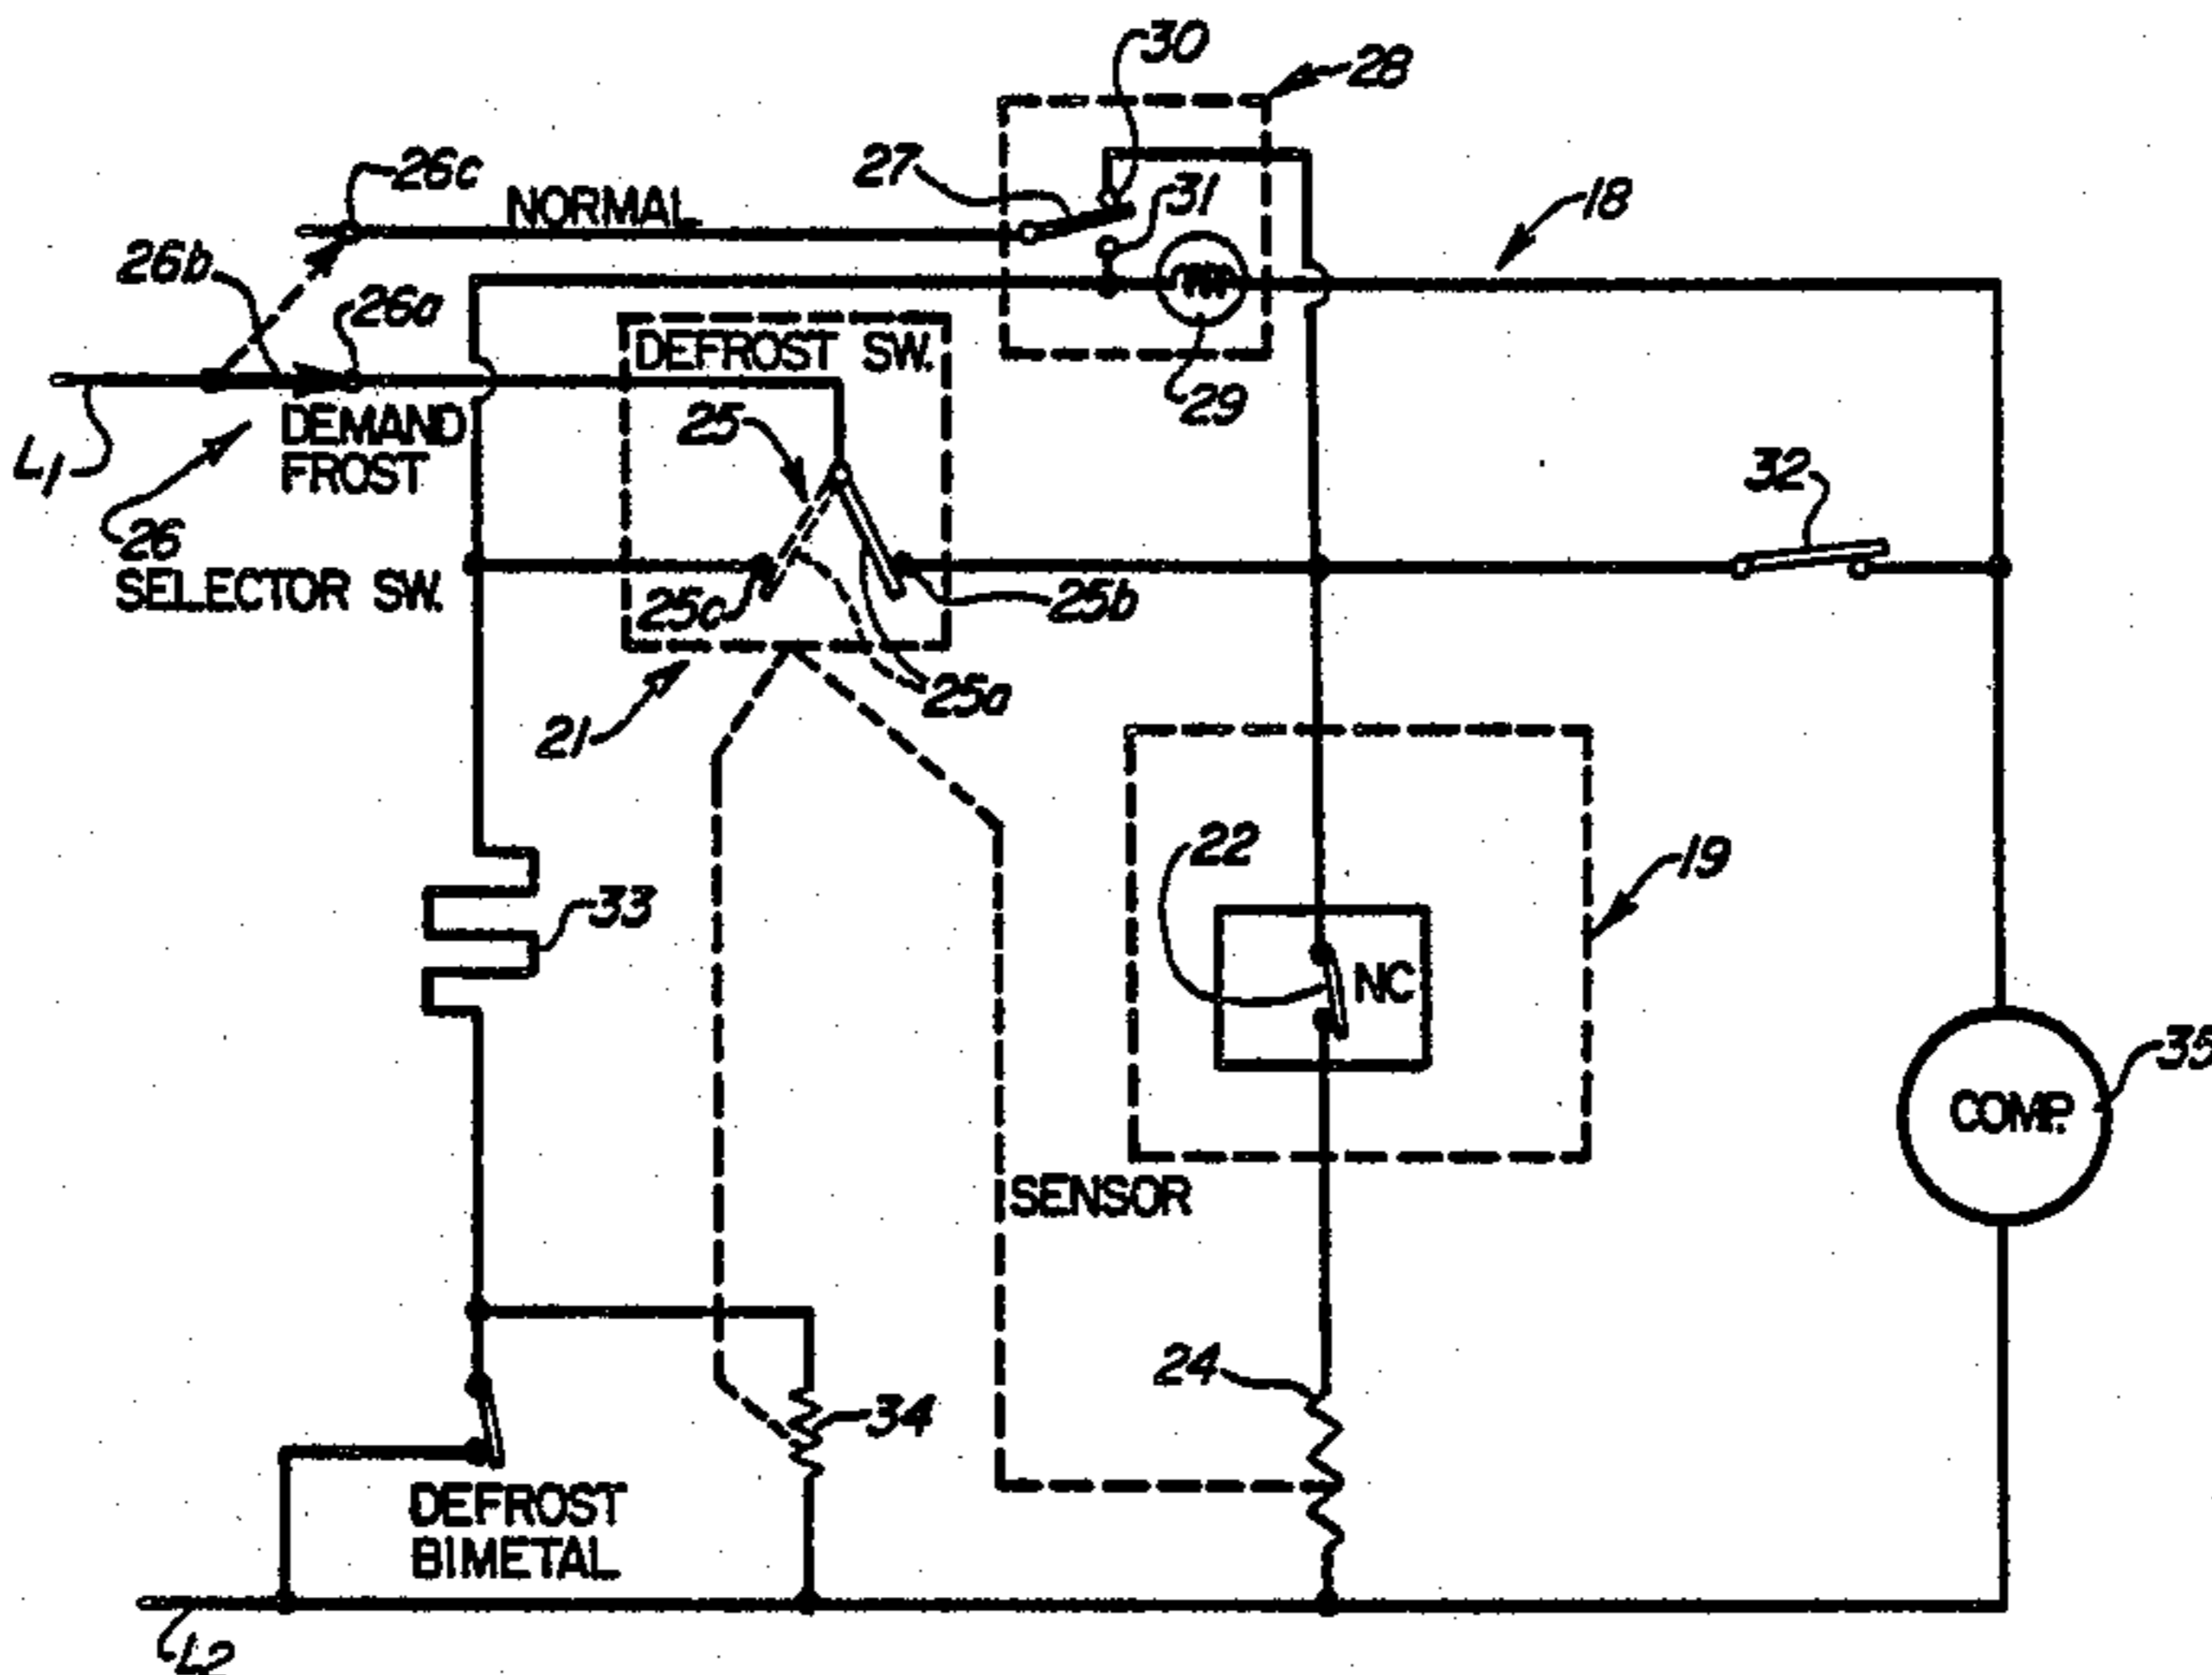 30
28
26c
NORMAL
27
31
18
26b
26a
DEFROST SW.
29
L1
DEMAND
FROST
25
32
26
SELECTOR SW.
25c
25b
25a
21
22
19
33
NC
35
COMP.
SENSOR
24
34
DEFROST
BIMETAL
L2